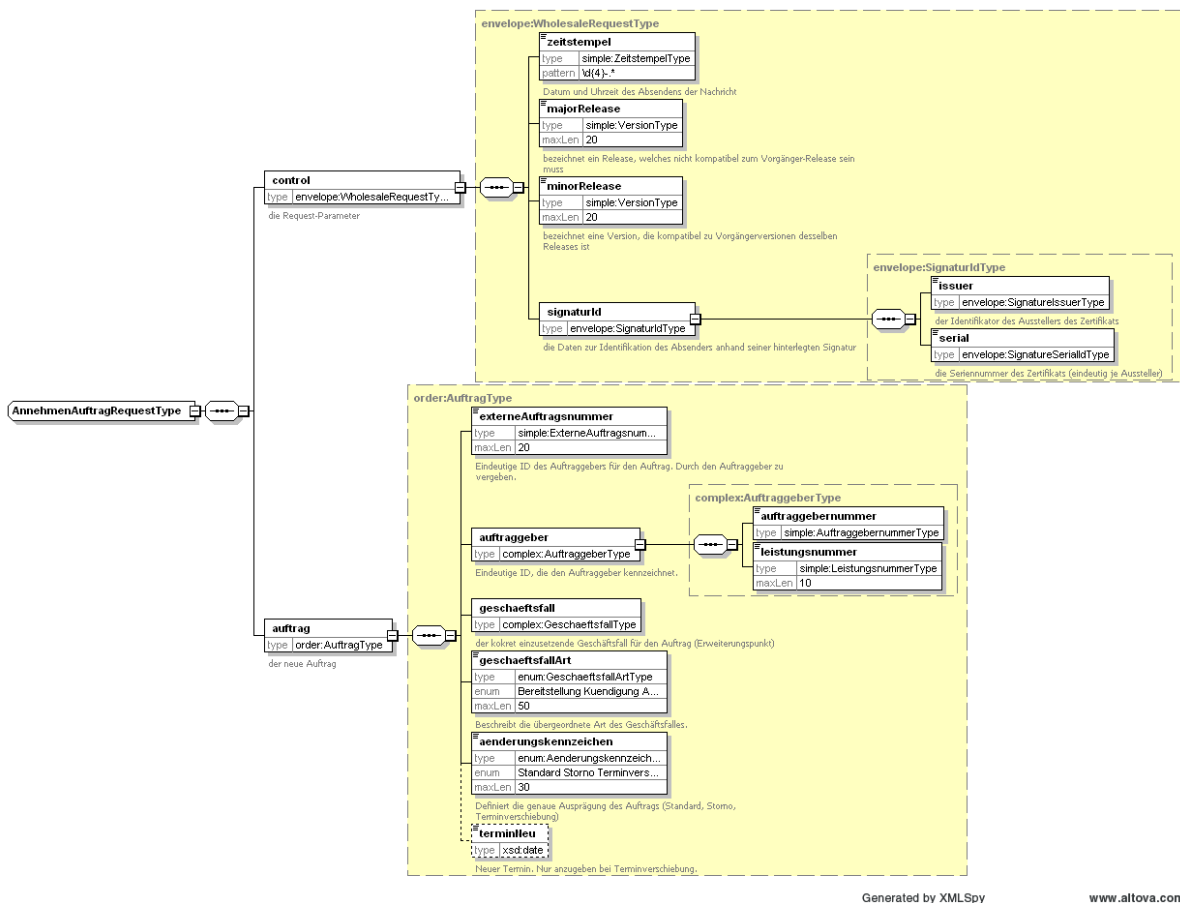 envelope:WholesaleRequestType
zeitstempel
type simple:ZeitstempelType
pattern \d{4}-.*
Datum und Uhrzeit des Absendens der Nachricht
majorRelease
type simple:VersionType
maxLen 20
bezeichnet ein Release, welches nicht kompatibel zum Vorgänger-Release sein
muss
control
type envelope:WholesaleRequestTy...
die Request-Parameter
minorRelease
type simple:VersionType
maxLen 20
bezeichnet eine Version, die kompatibel zu Vorgängerversionen desselben
Releases ist
signaturId
type envelope:SignaturIdType
die Daten zur Identifikation des Absenders anhand seiner hinterlegten Signatur
envelope:SignaturIdType
issuer
type envelope:SignatureIssuerType
der Identifikator des Ausstellers des Zertifikats
serial
type envelope:SignatureSerialIdType
die Seriennummer des Zertifikats (eindeutig je Aussteller)
AnnehmenAuftragRequestType
order:AuftragType
externeAuftragsnummer
type simple:ExterneAuftragsnum...
maxLen 20
Eindeutige ID des Auftraggebers für den Auftrag. Durch den Auftraggeber zu
vergeben.
auftraggeber
type complex:AuftraggeberType
Eindeutige ID, die den Auftraggeber kennzeichnet.
complex:AuftraggeberType
auftraggebernummer
type simple:AuftraggebernummerType
leistungsnummer
type simple:LeistungsnummerType
maxLen 10
auftrag
type order:AuftragType
der neue Auftrag
geschaeftsfall
type complex:GeschaeftsfallType
der kokret einzusetzende Geschäftsfall für den Auftrag (Erweiterungspunkt)
geschaeftsfallArt
type enum:GeschaeftsfallArtType
enum Bereitstellung Kuendigung A...
maxLen 50
Beschreibt die übergeordnete Art des Geschäftsfalles.
aenderungskennzeichen
type enum:Aenderungskennzeich...
enum Standard Storno Terminvers...
maxLen 30
Definiert die genaue Ausprägung des Auftrags (Standard, Storno,
Terminverschiebung)
terminNeu
type xsd:date
Neuer Termin. Nur anzugeben bei Terminverschiebung.
Generated by XMLSpy
www.altova.com